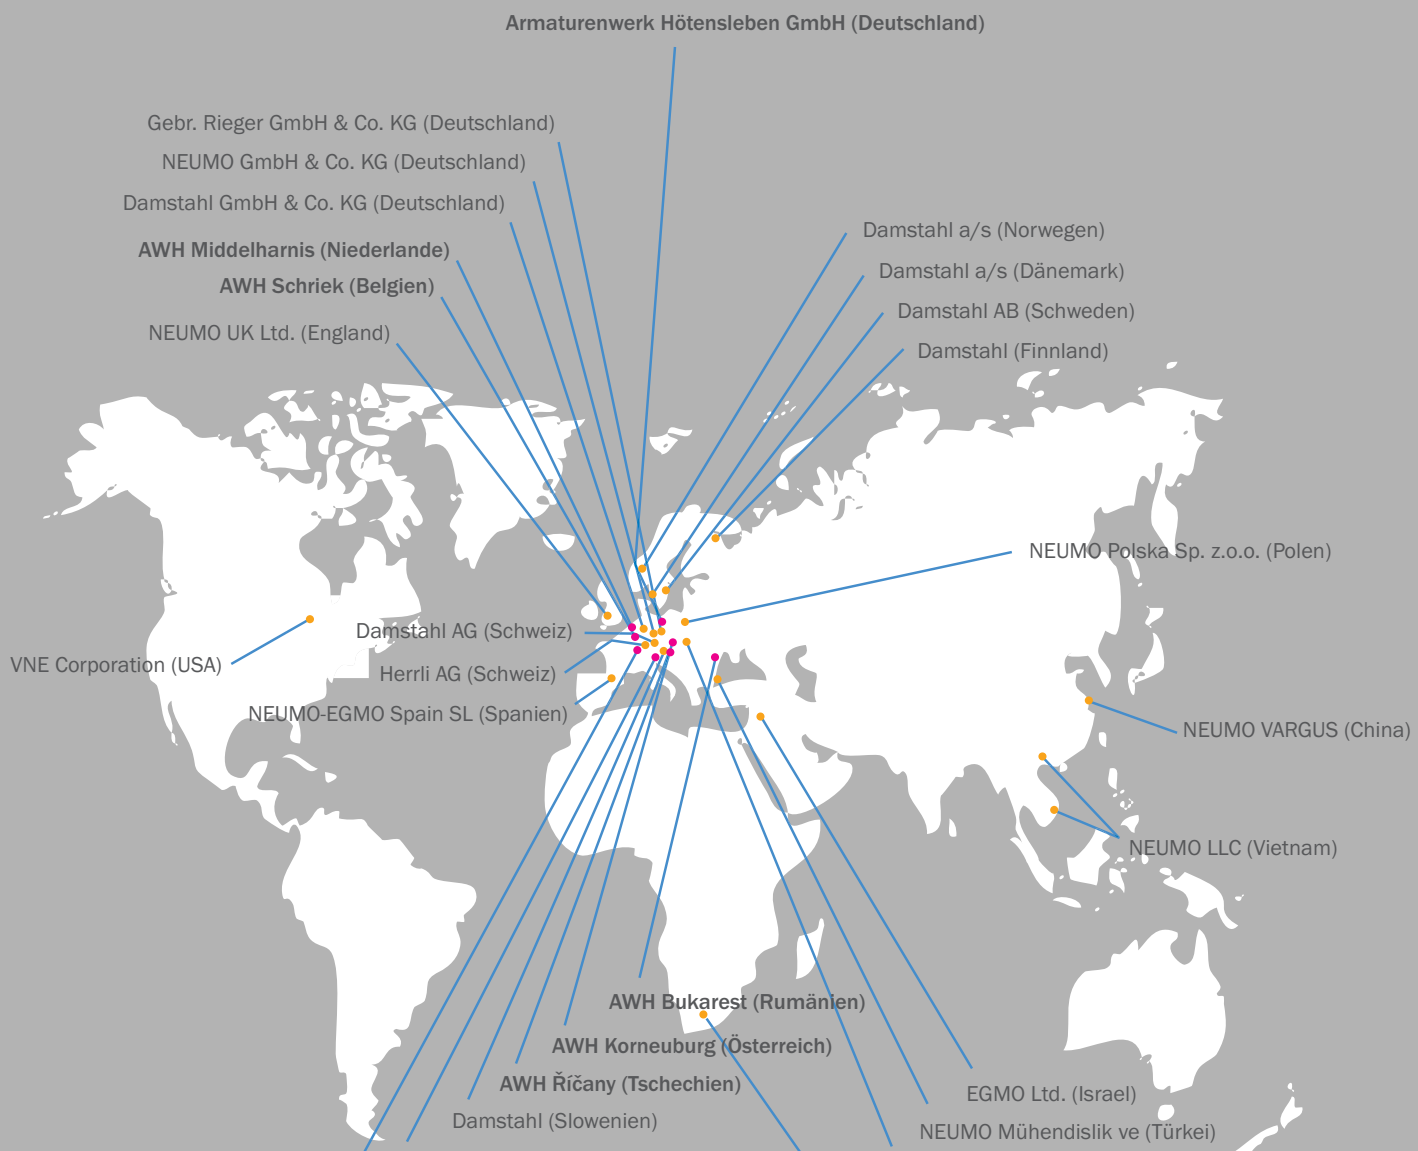 Armaturenwerk Hötensleben GmbH (Deutschland)
Gebr. Rieger GmbH & Co. KG (Deutschland)
NEUMO GmbH & Co. KG (Deutschland)
Damstahl GmbH & Co. KG (Deutschland)
AWH Middelharnis (Niederlande)
AWH Schriek (Belgien)
NEUMO UK Ltd. (England)
Damstahl a/s (Norwegen)
Damstahl a/s (Dänemark)
Damstahl AB (Schweden)
Damstahl (Finnland)
NEUMO Polska Sp. z.o.o. (Polen)
Damstahl AG (Schweiz)
VNE Corporation (USA)
Herrli AG (Schweiz)
NEUMO-EGMO Spain SL (Spanien)
NEUMO VARGUS (China)
NEUMO LLC (Vietnam)
AWH Bukarest (Rumänien)
AWH Korneuburg (Österreich)
AWH Říčany (Tschechien)
Damstahl (Slowenien)
EGMO Ltd. (Israel)
NEUMO Mühendislik ve (Türkei)